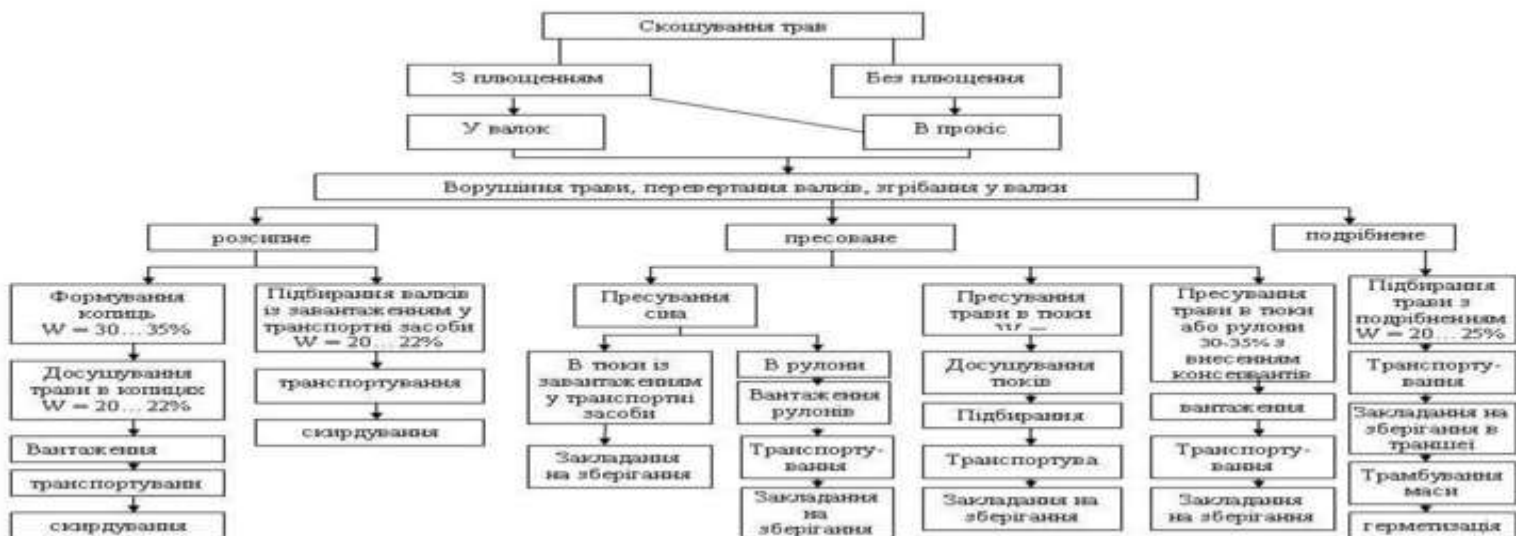 Скошування трав
З плющенням
Без плющення
У валок
В прокіс
Ворушіння трави, перевертання валків, згрібання у валки
розсипне
пресоване
подрібнене
Формування
копиць
W = 30...35%
Досушування
трави в копицях
W = 20...22%
Вантаження
транспортуванн
скирдування
Підбирання валків
із завантаженням у
транспортні засоби
W = 20...22%
транспортування
скирдування
Пресування
сіна
В тюки із
завантаженням
у транспортні
засоби
Закладання
на зберігання
В рулони
Вантаження
рулонів
Транспорту-
вання
Закладання
на
зберігання
Пресування
трави в тюки
Досушування
тюків
Підбирання
Транспортува
Закладання на
зберігання
Пресування
трави в тюки
або рулони
30-35% з
внесенням
консервантів
вантаження
Транспорту-
вання
Закладання
на зберігання
Підбирання
трави з
подрібненням
W = 20...25%
Транспорту-
вання
Закладання на
зберігання в
траншеї
Трамбування
маси
герметизація